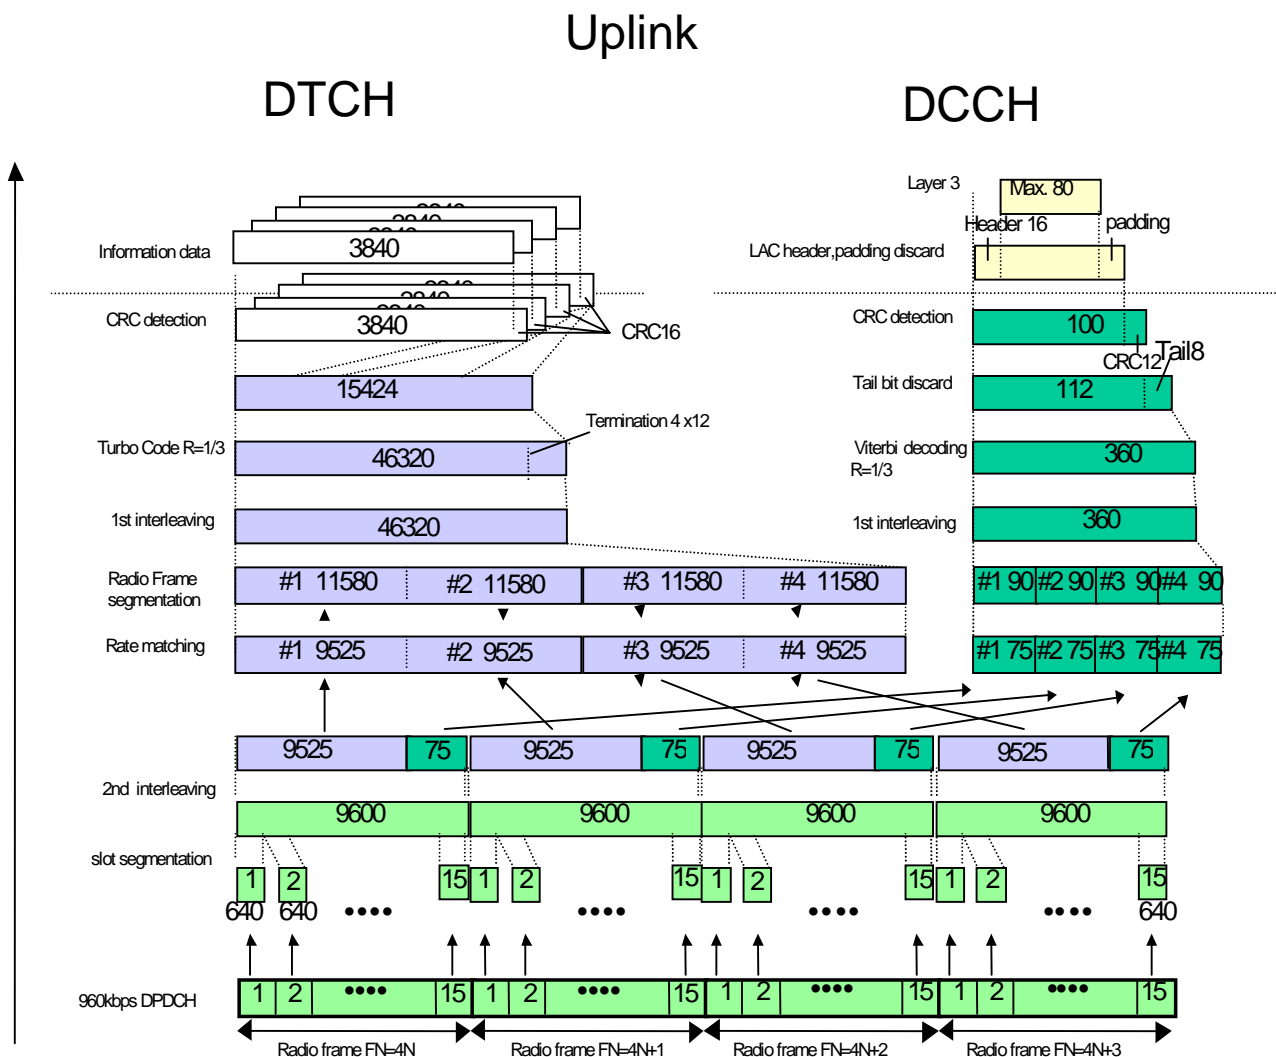 Uplink
DTCH
DCCH
Layer 3
Max. 80
Header 16
padding
Information data
3840
3840
3840
3840
LAC header,padding discard
CRC detection
3840
3840
3840
3840
CRC16
CRC detection
100
CRC12
Tail8
15424
Tail bit discard
112
Termination 4 x12
Turbo Code R=1/3
46320
Viterbi decoding
R=1/3
360
1st interleaving
46320
1st interleaving
360
Radio Frame
segmentation
#1 11580 #2 11580 #3 11580 #4 11580
#1 90 #2 90 #3 90 #4 90
Rate matching
#1 9525 #2 9525 #3 9525 #4 9525
#1 75 #2 75 #3 75 #4 75
9525 75 9525 75 9525 75 9525 75
2nd interleaving
9600 9600 9600 9600
slot segmentation
1 2 15 1 2 15 1 2 15 1 2 15
640 640 •••• •••• •••• •••• 640
960kbps DPDCH
1 2 •••• 15 1 2 •••• 15 1 2 •••• 15 1 2 •••• 15
Radio frame FN=4N Radio frame FN=4N+1 Radio frame FN=4N+2 Radio frame FN=4N+3